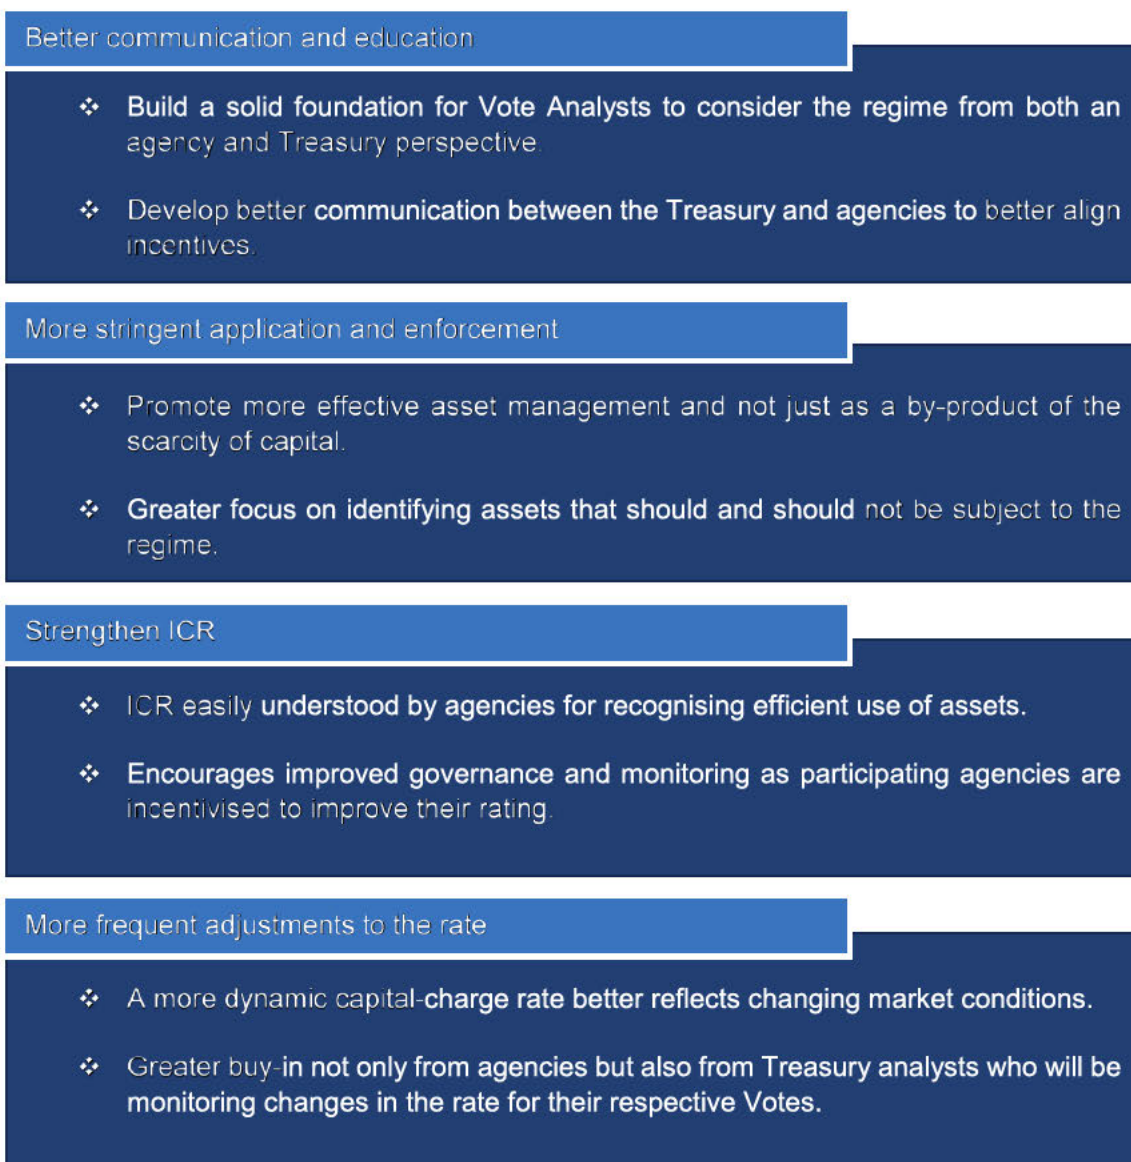 Better communication and education
❖ Build a solid foundation for Vote Analysts to consider the regime from both an
agency and Treasury perspective.
❖ Develop better communication between the Treasury and agencies to better align
incentives.
More stringent application and enforcement
❖ Promote more effective asset management and not just as a by-product of the
scarcity of capital.
❖ Greater focus on identifying assets that should and should not be subject to the
regime.
Strengthen ICR
❖ ICR easily understood by agencies for recognising efficient use of assets.
❖ Encourages improved governance and monitoring as participating agencies are
incentivised to improve their rating.
More frequent adjustments to the rate
❖ A more dynamic capital-charge rate better reflects changing market conditions.
❖ Greater buy-in not only from agencies but also from Treasury analysts who will be
monitoring changes in the rate for their respective Votes.